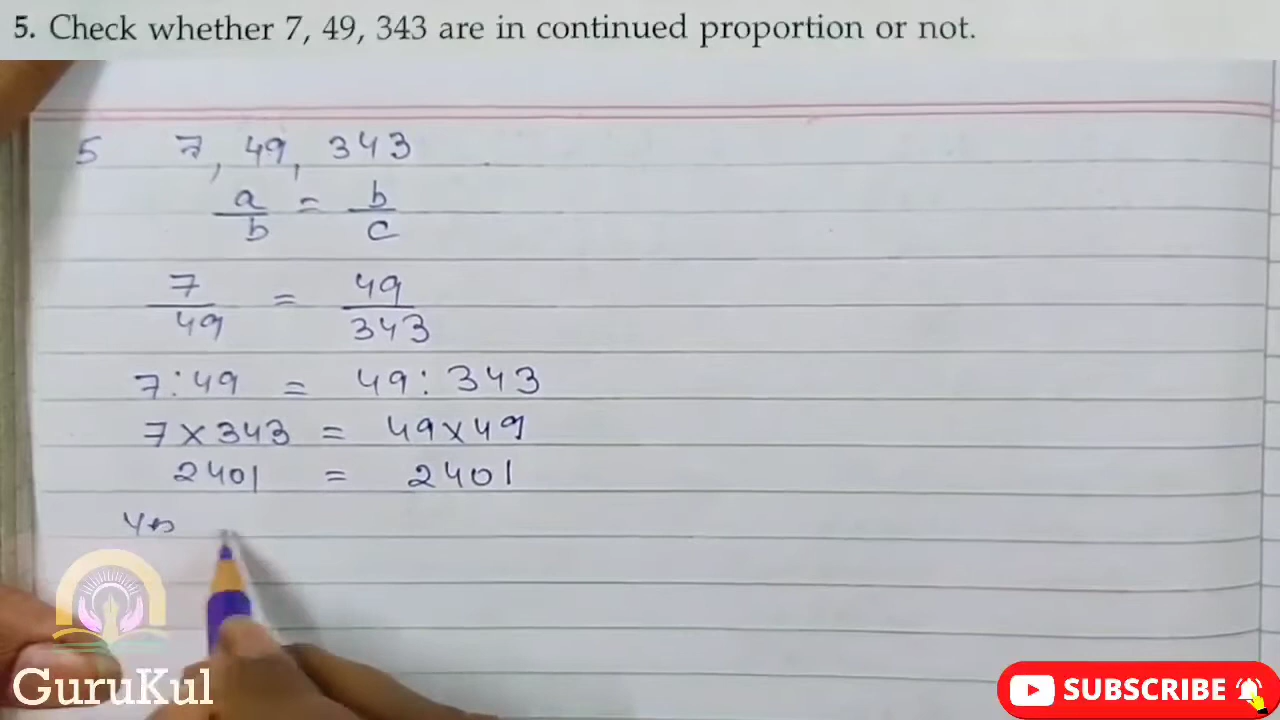 5. Check whether 7, 49, 343 are in continued proportion or not.
5 7, 49, 343
a/b = b/c
7/49 = 49/343
7:49 = 49:343
7×343 = 49×49
2401 = 2401
Yes
GuruKul
SUBSCRIBE